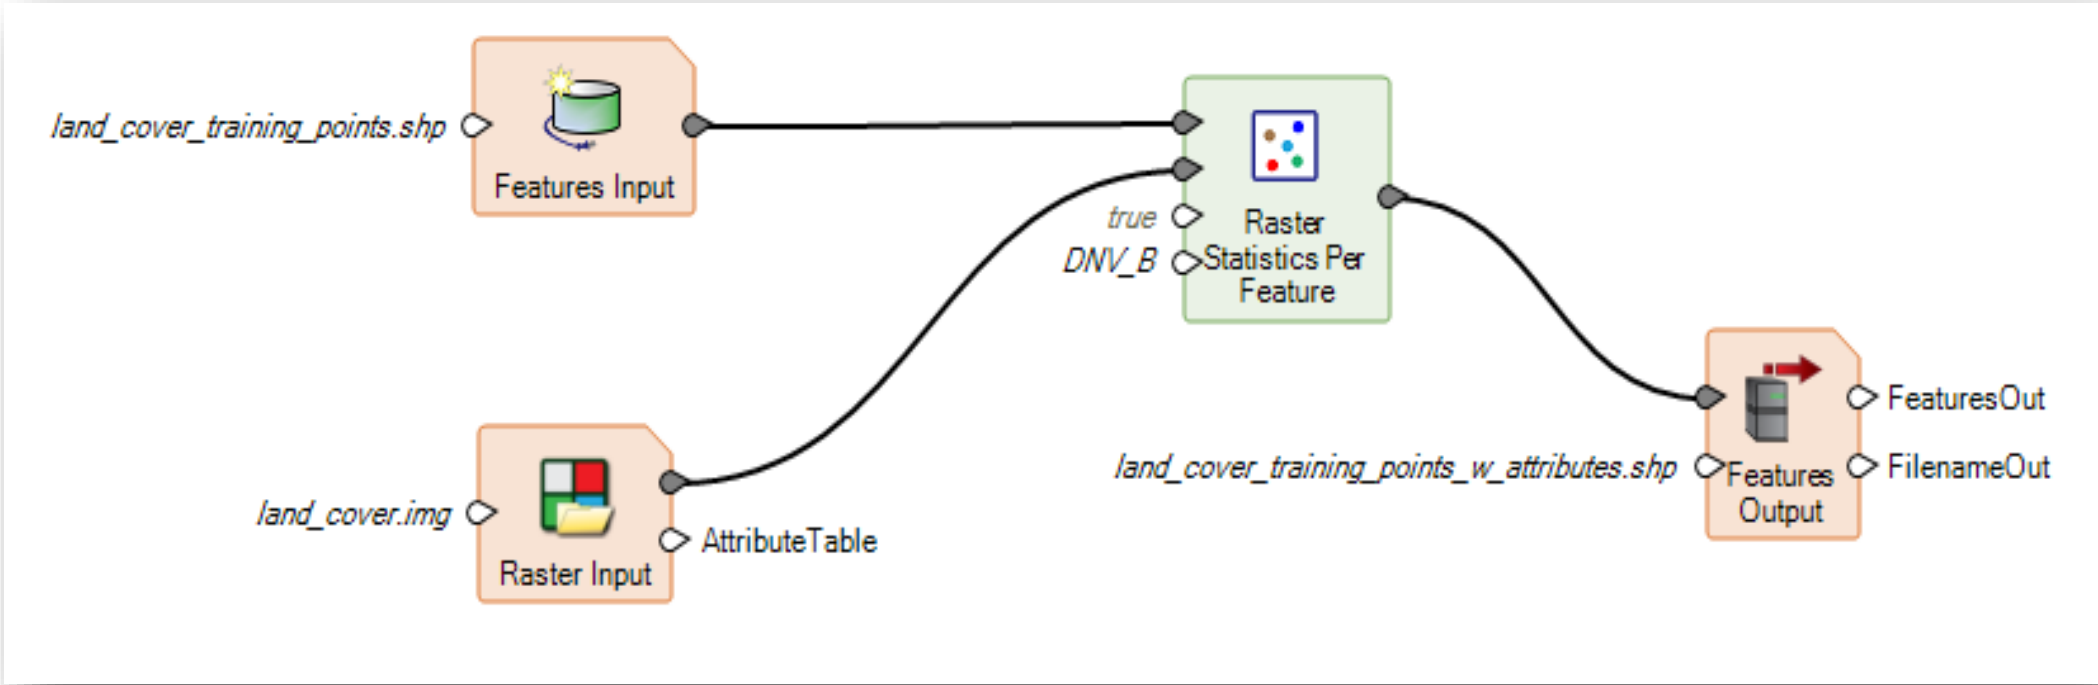 land_cover_training_points.shp
Features Input
true
DNV_B
Raster
Statistics Per
Feature
land_cover.img
AttributeTable
Raster Input
land_cover_training_points_w_attributes.shp
Features
Output
FeaturesOut
FilenameOut